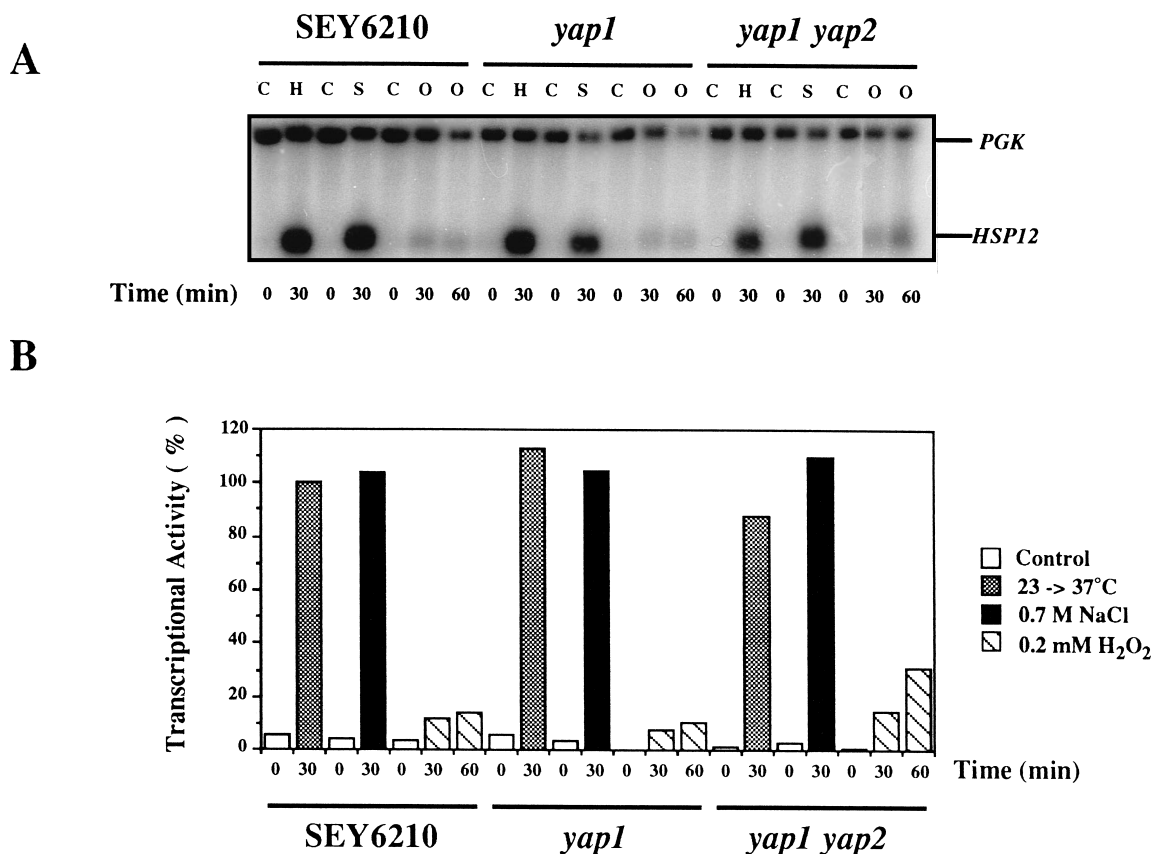 A
SEY6210 yap1 yap1 yap2
C H C S C O O C H C S C O O C H C S C O O
PGK
HSP12
Time (min) 0 30 0 30 0 30 60 0 30 0 30 0 30 60 0 30 0 30 0 30 60
B
Transcriptional Activity ( % )
120
100
80
60
40
20
0
Control
23 -> 37°C
0.7 M NaCl
0.2 mM H₂O₂
0 30 0 30 0 30 60 0 30 0 30 0 30 60 0 30 0 30 0 30 60 Time (min)
SEY6210 yap1 yap1 yap2